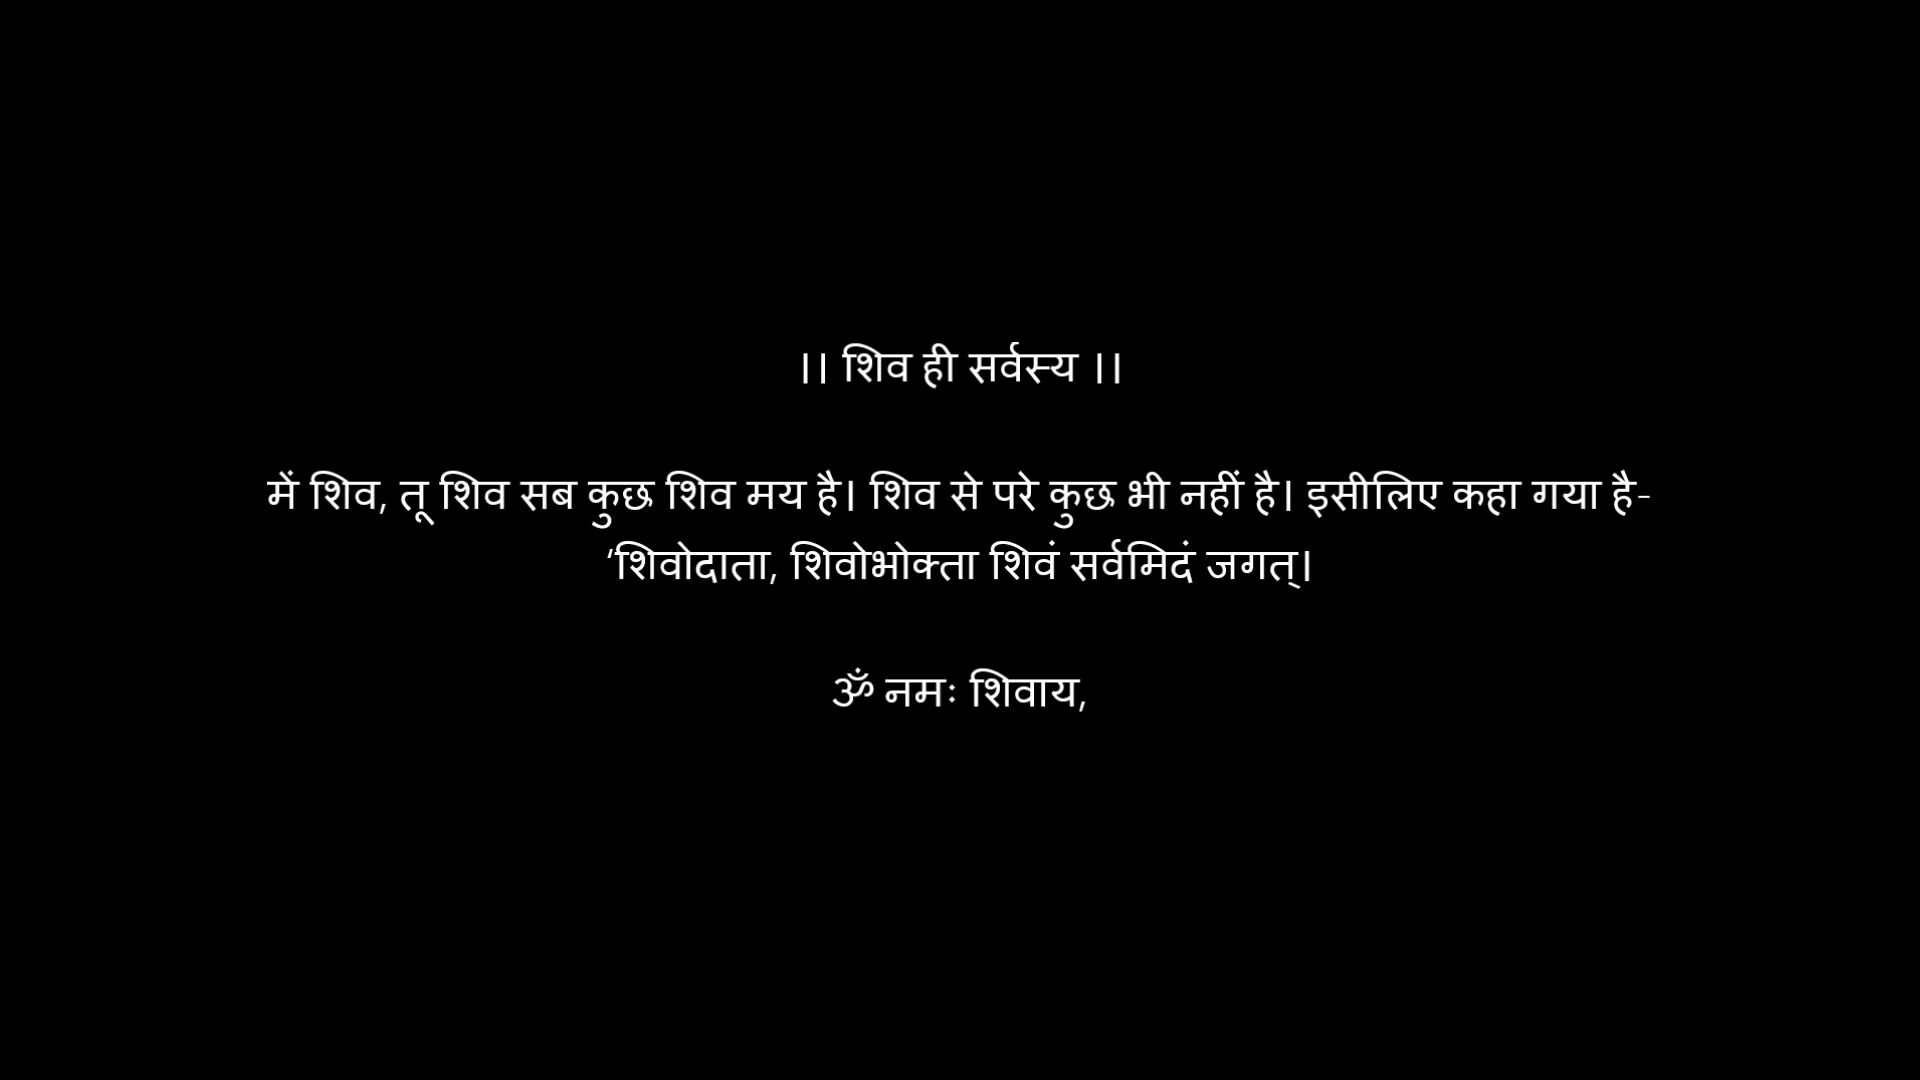 ।। शिव ही सर्वस्य ।।
में शिव, तू शिव सब कुछ शिव मय है। शिव से परे कुछ भी नहीं है। इसीलिए कहा गया है-
‘शिवोदाता, शिवोभोक्ता शिवं सर्वमिदं जगत्।
ॐ नमः शिवाय,